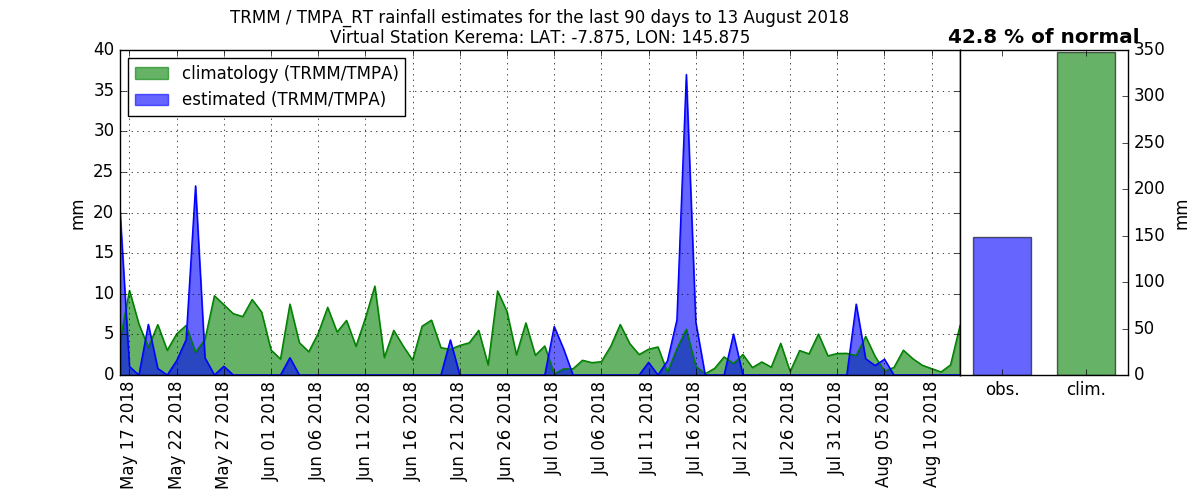 TRMM / TMPA_RT rainfall estimates for the last 90 days to 13 August 2018
Virtual Station Kerema: LAT: -7.875, LON: 145.875
42.8 % of normal
climatology (TRMM/TMPA)
estimated (TRMM/TMPA)
40
35
30
25
20
15
10
5
0
mm
May 17 2018
May 22 2018
May 27 2018
Jun 01 2018
Jun 06 2018
Jun 11 2018
Jun 16 2018
Jun 21 2018
Jun 26 2018
Jul 01 2018
Jul 06 2018
Jul 11 2018
Jul 16 2018
Jul 21 2018
Jul 26 2018
Jul 31 2018
Aug 05 2018
Aug 10 2018
obs.
clim.
350
300
250
200
150
100
50
0
mm